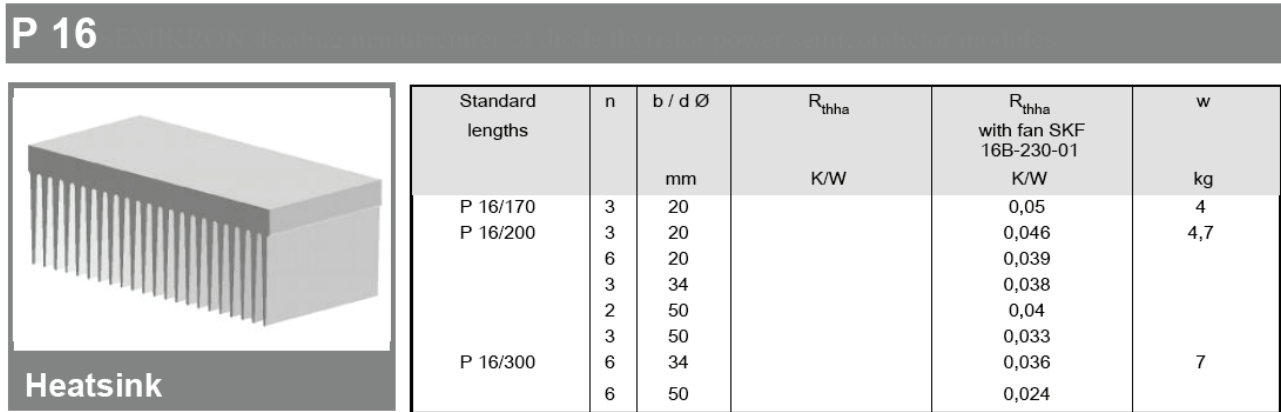 P 16
Heatsink
Standard lengths n b / d Ø R_thha R_thha with fan SKF 16B-230-01 w
mm K/W K/W kg
P 16/170 3 20 0,05 4
P 16/200 3 20 0,046 4,7
6 20 0,039
3 34 0,038
2 50 0,04
3 50 0,033
P 16/300 6 34 0,036 7
6 50 0,024